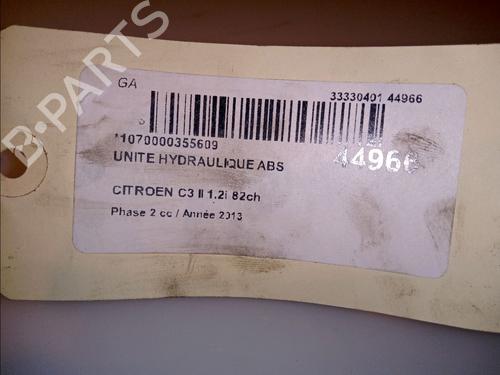 B-PARTS
GA
33330401 44966
*1070000355609
44966
UNITE HYDRAULIQUE ABS
CITROEN C3 II 1.2i 82ch
Phase 2 cc / Année 2013